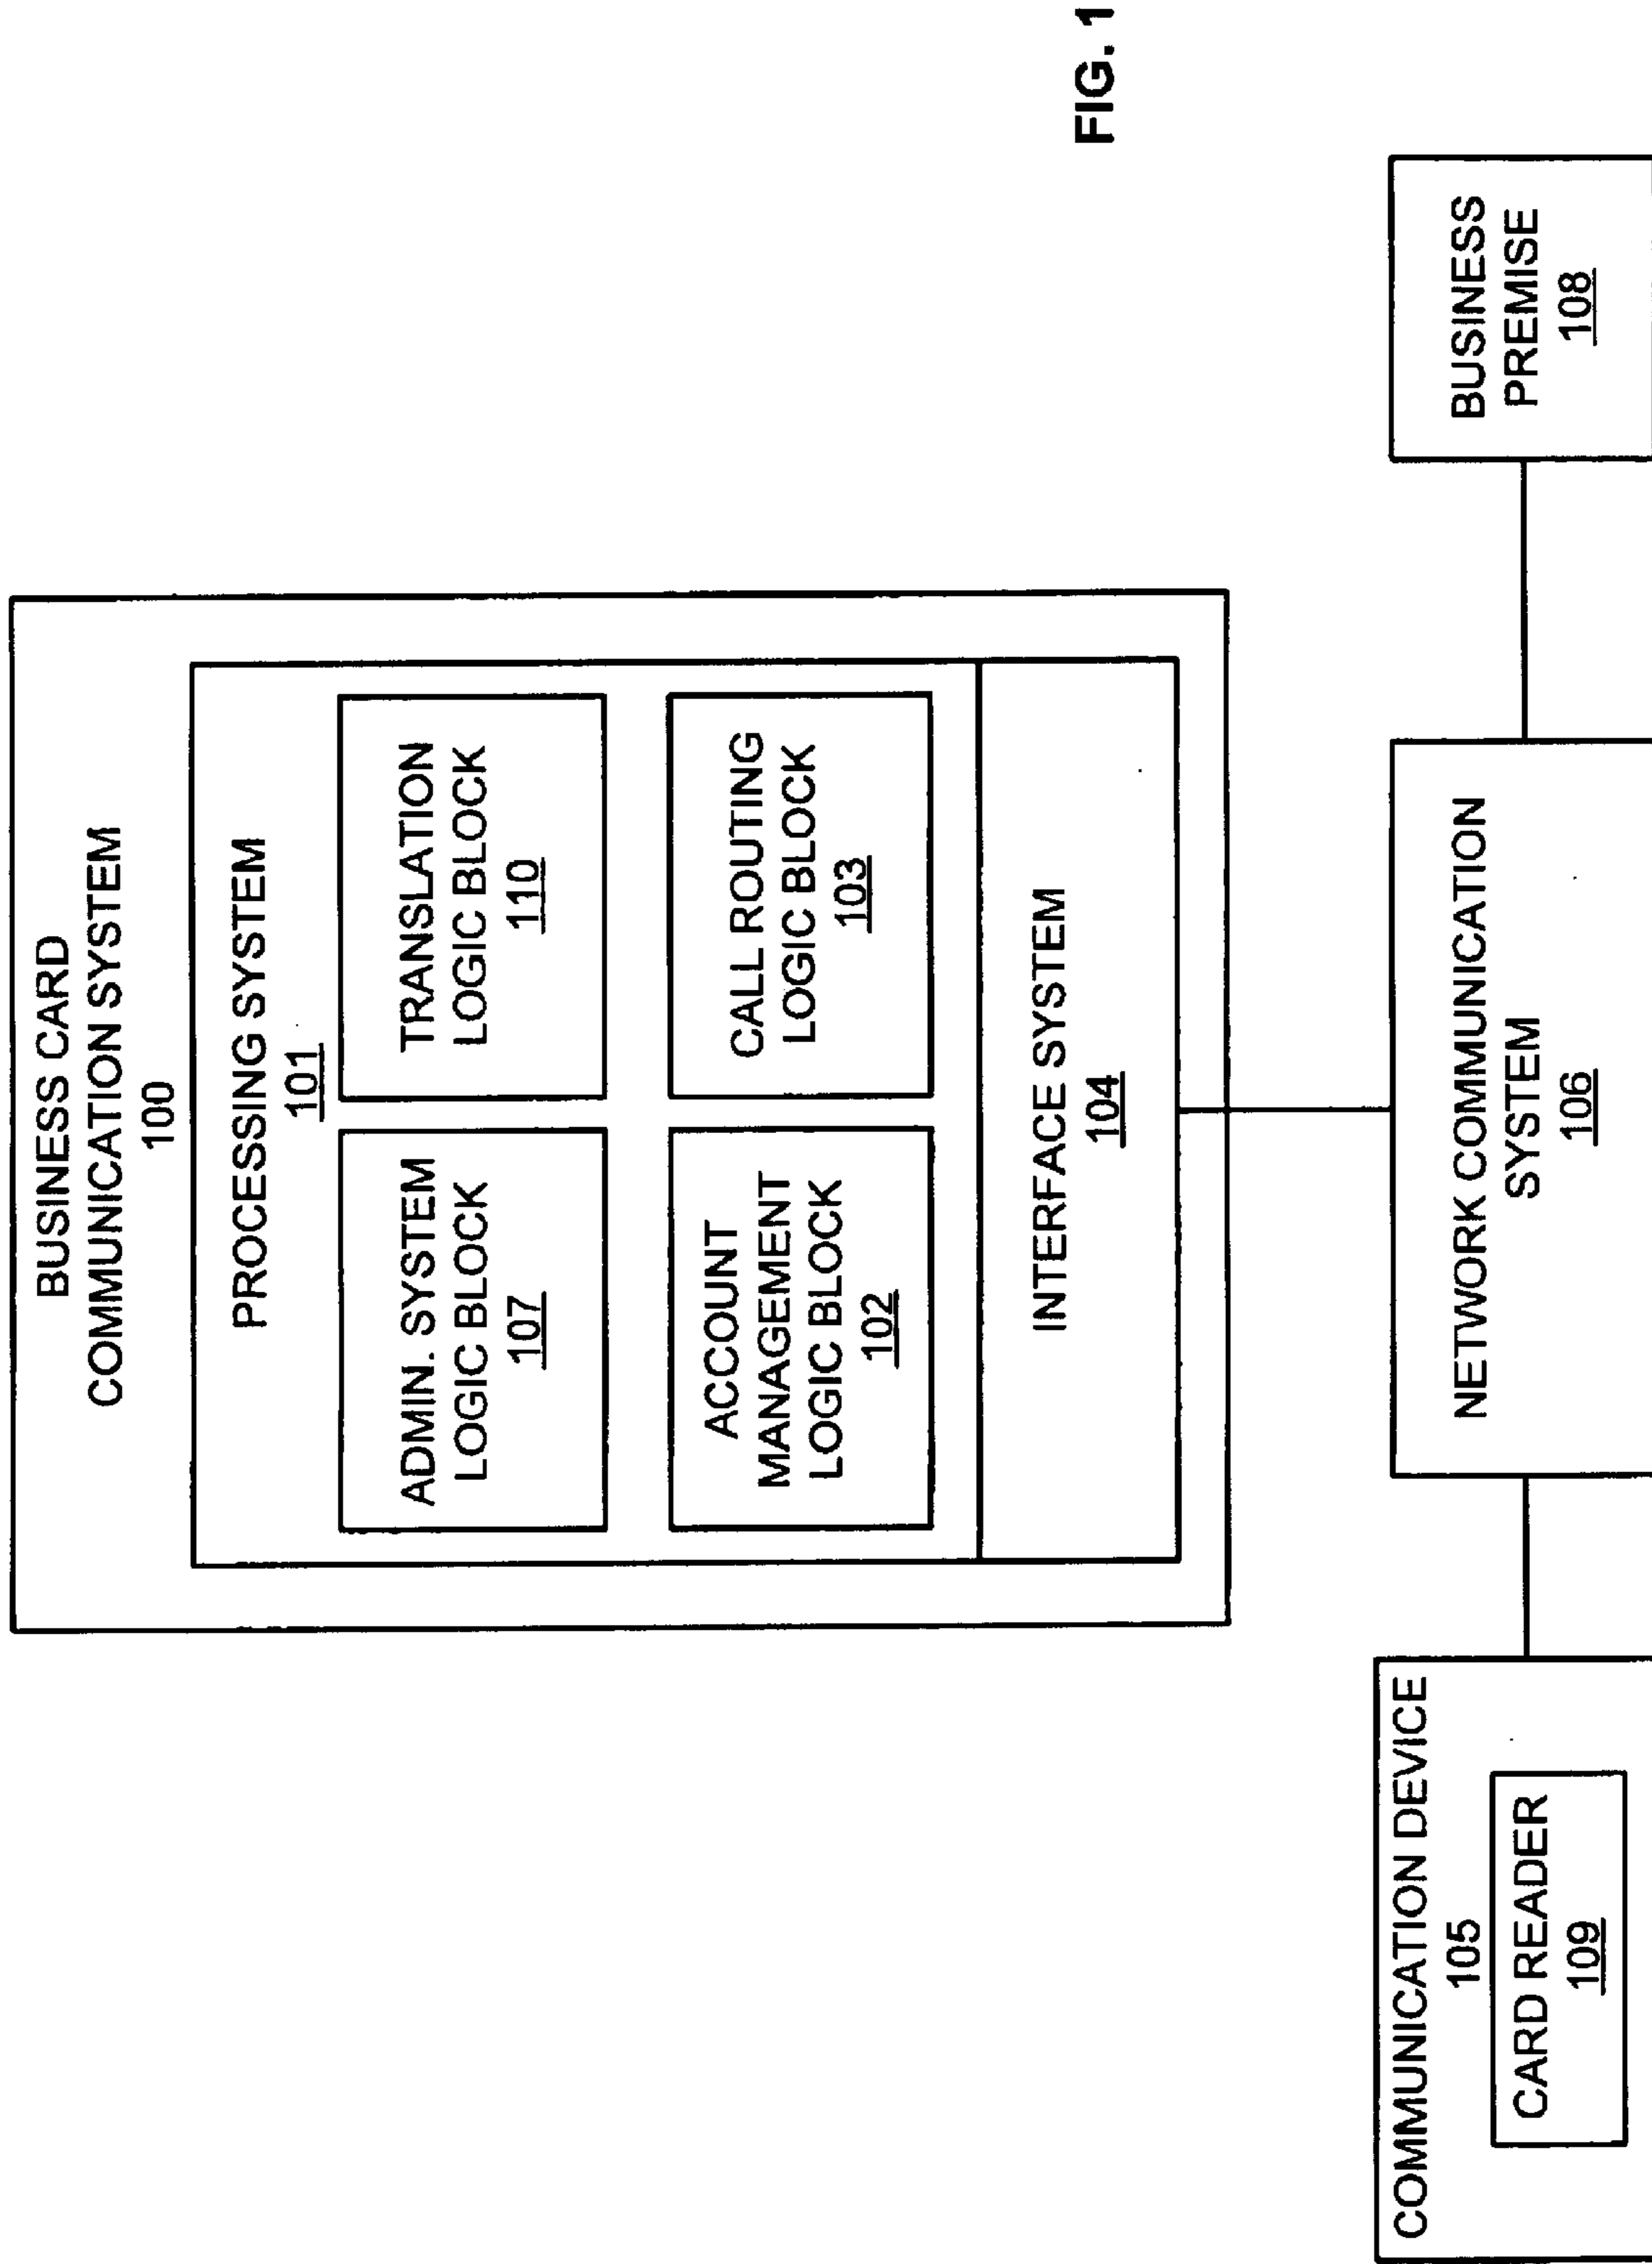 BUSINESS CARD
COMMUNICATION SYSTEM
100
PROCESSING SYSTEM
101
ADMIN. SYSTEM
LOGIC BLOCK
107
TRANSLATION
LOGIC BLOCK
110
ACCOUNT
MANAGEMENT
LOGIC BLOCK
102
CALL ROUTING
LOGIC BLOCK
103
INTERFACE SYSTEM
104
FIG. 1
COMMUNICATION DEVICE
105
CARD READER
109
NETWORK COMMUNICATION
SYSTEM
106
BUSINESS
PREMISE
108